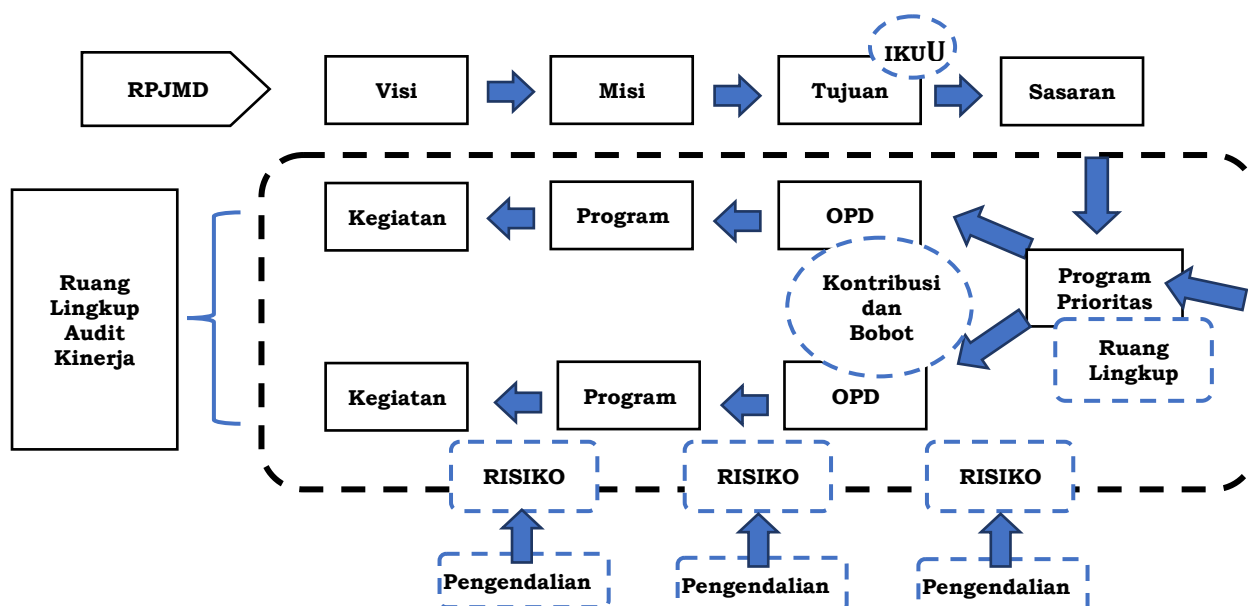 RPJMD
Visi
Misi
Tujuan
IKUU
Sasaran
Ruang
Lingkup
Audit
Kinerja
Kegiatan
Program
OPD
Kontribusi
dan
Bobot
Program
Prioritas
Ruang
Lingkup
Kegiatan
Program
OPD
RISIKO
RISIKO
RISIKO
Pengendalian
Pengendalian
Pengendalian